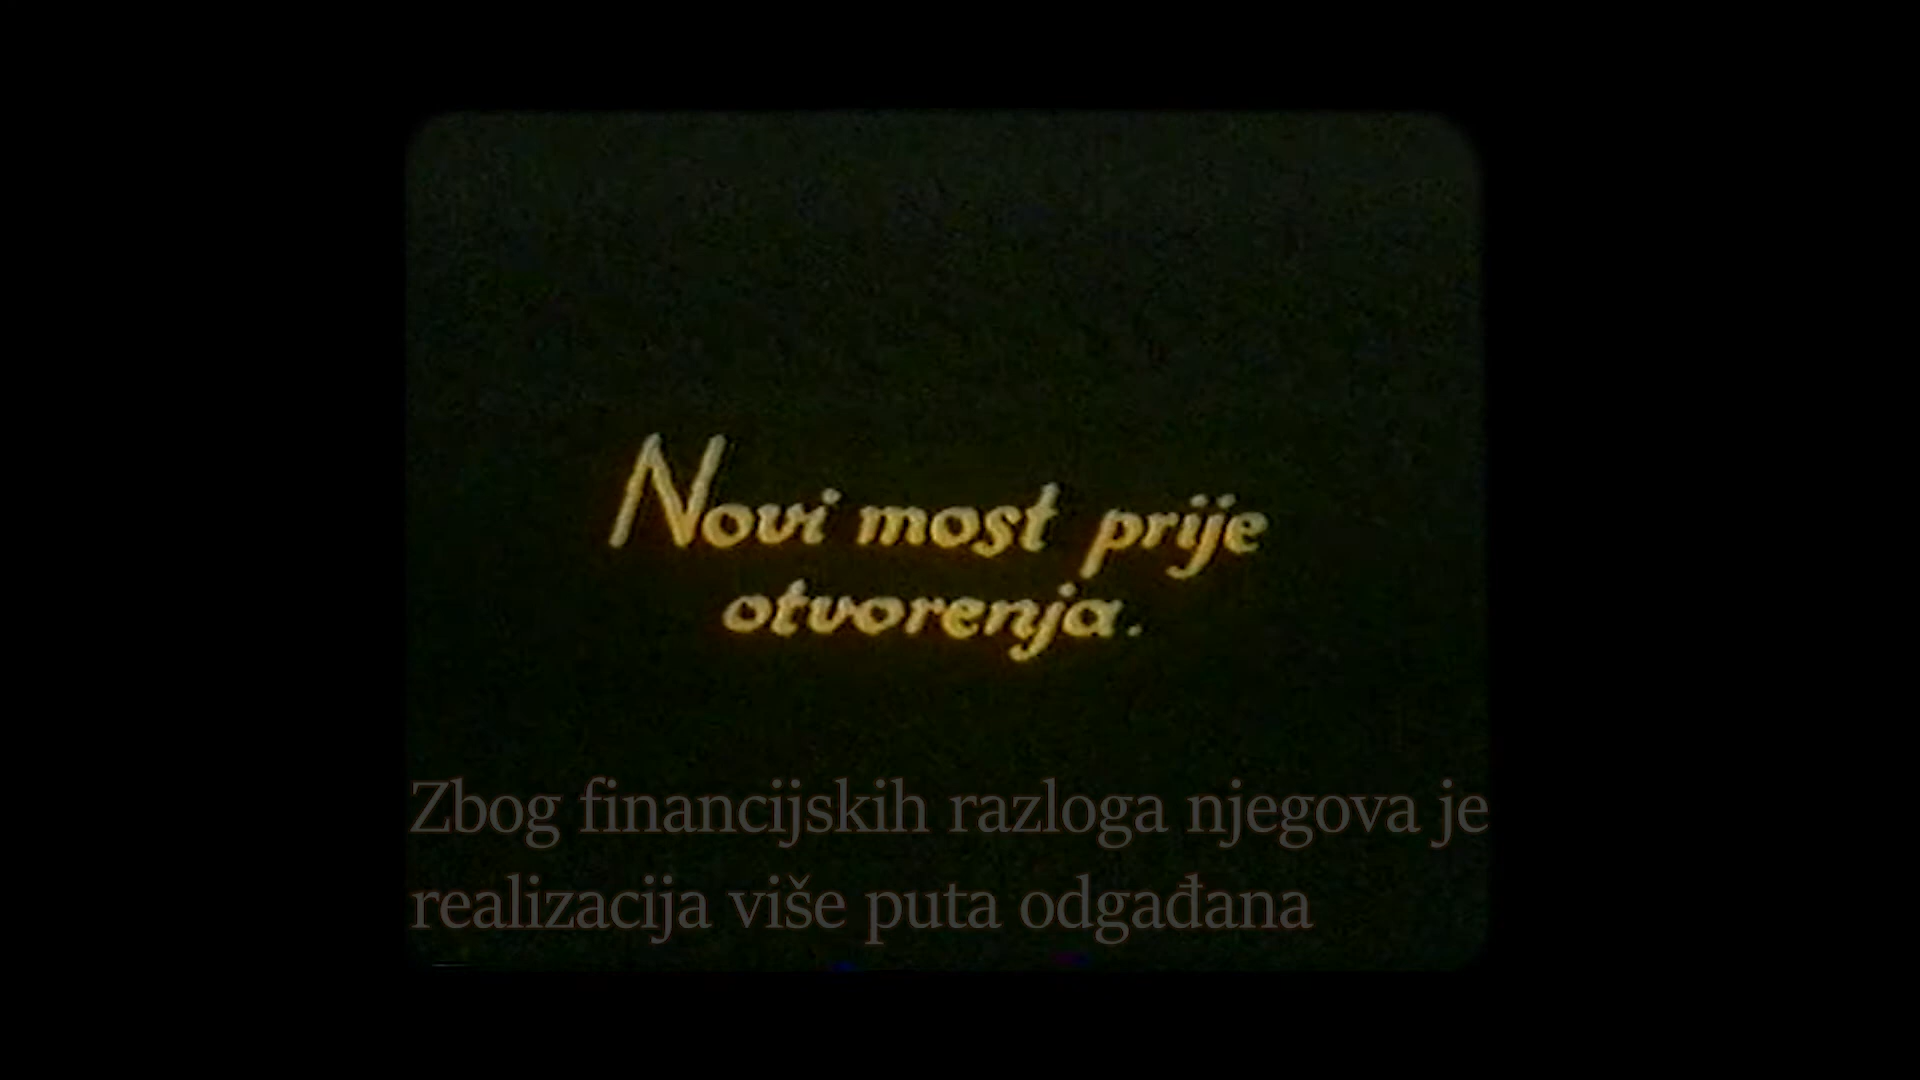 Novi most prije
otvorenja.
Zbog financijskih razloga njegova je
realizacija više puta odgađana